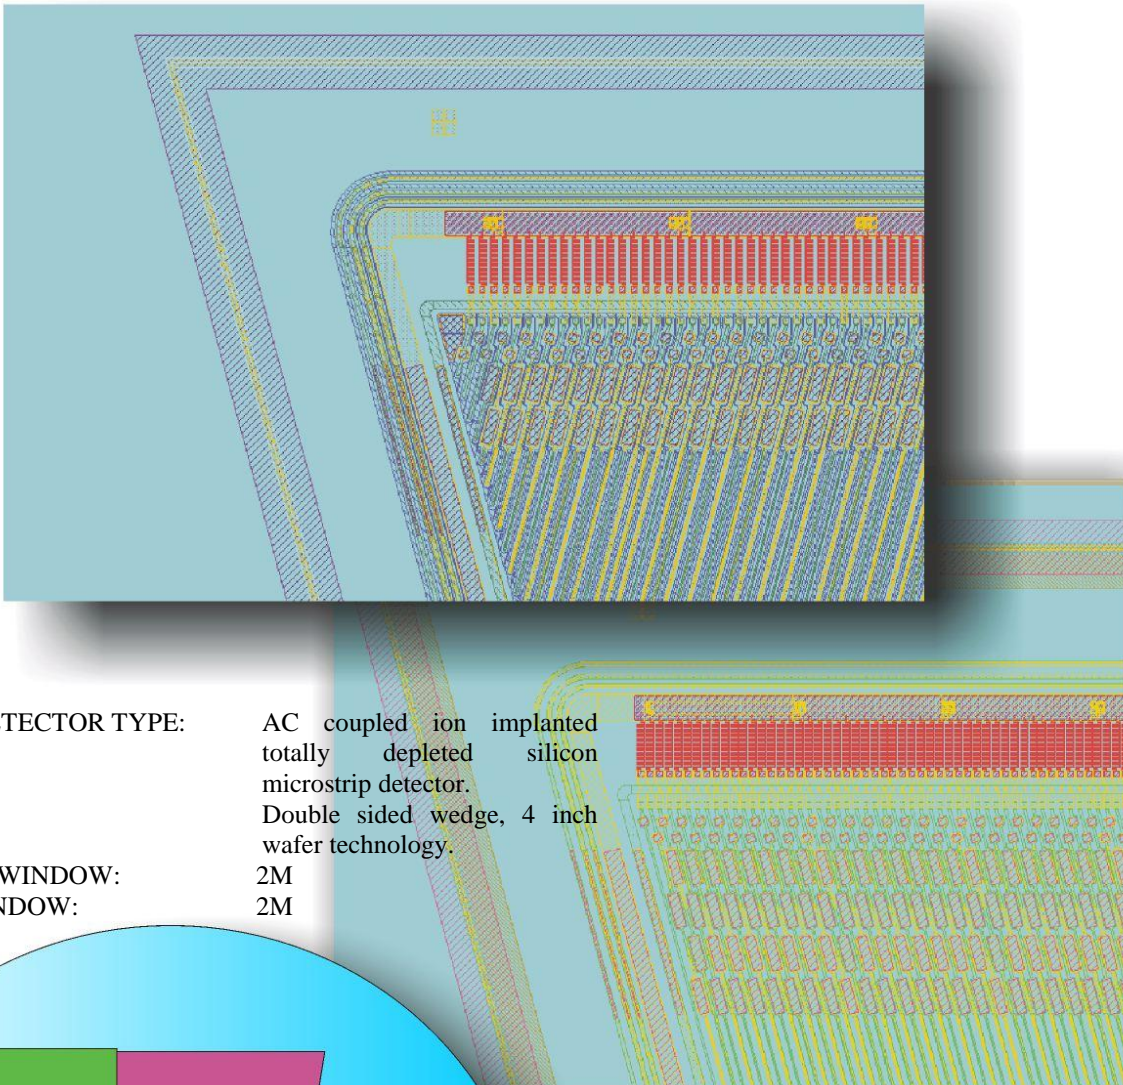 ETECTOR TYPE: AC coupled ion implanted
totally depleted silicon
microstrip detector.
Double sided wedge, 4 inch
wafer technology.
WINDOW: 2M
NDOW: 2M